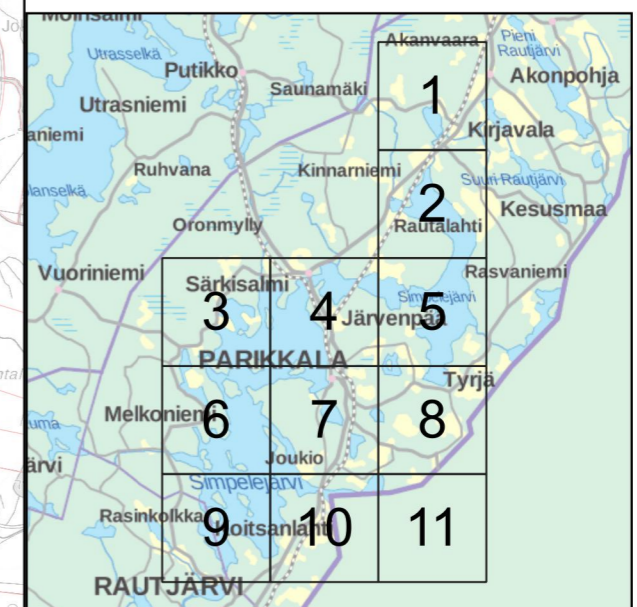 Akanvaara
Pieni
Rautjärvi
Utrasselkä
Putikko
Akonpohja
Saunamäki
1
Utrasniemi
Kirjavala
aniemi
Ruhvana
Kinnarniemi
Suuri-Rautjärvi
2
Kesusmaa
Oronmylly
Rautalahti
Vuoriniemi
Särkisalmi
Rasvaniemi
3
4
Simpelejärvi
5
Järvenpää
PARIKKALA
Tyrjä
Melkoniemi
6
7
8
Joukio
ärvi
Simpelejärvi
Rasinkolkka
9
10
11
RAUTJÄRVI